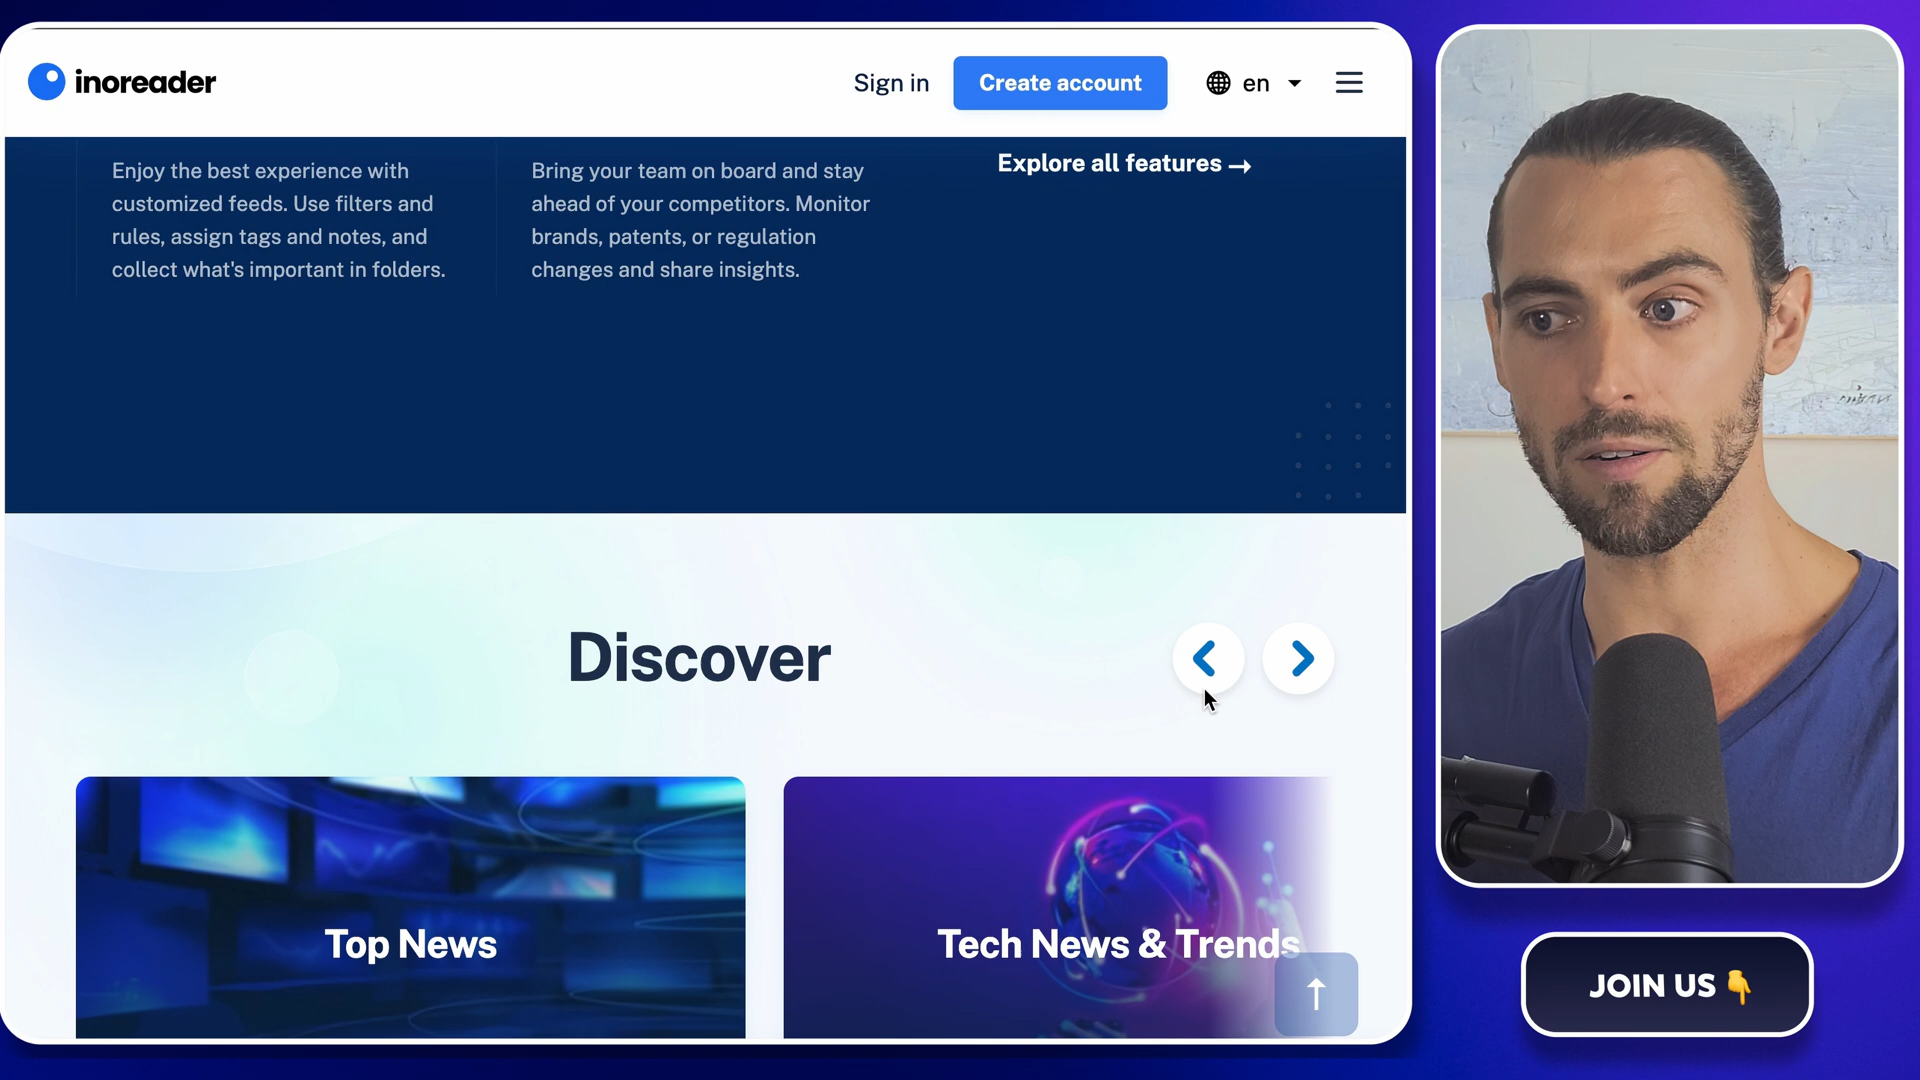 inoreader
Sign in
Create account
en
Enjoy the best experience with
customized feeds. Use filters and
rules, assign tags and notes, and
collect what's important in folders.
Bring your team on board and stay
ahead of your competitors. Monitor
brands, patents, or regulation
changes and share insights.
Explore all features →
Discover
Top News
Tech News & Trends
JOIN US 👇